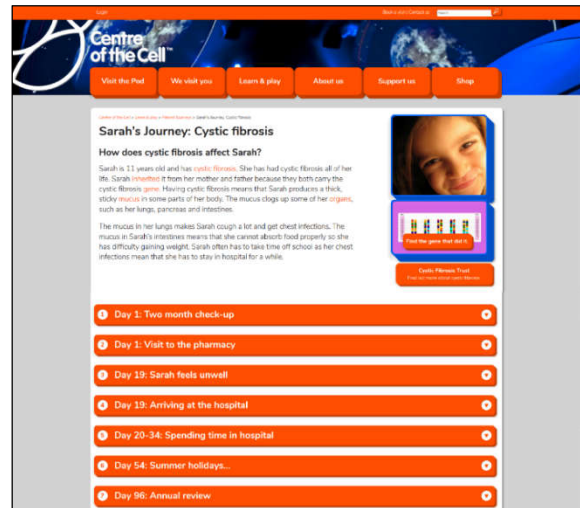 Login
Centre
of the Cell™
Visit the Pod
We visit you
Learn & play
About us
Support us
Shop
Sarah's Journey: Cystic fibrosis
How does cystic fibrosis affect Sarah?
Sarah is 11 years old and has cystic fibrosis. She has had cystic fibrosis all of her
life. Sarah inherited it from her mother and father because they both carry the
cystic fibrosis gene. Having cystic fibrosis means that Sarah produces a thick,
sticky mucus in some parts of her body. The mucus clogs up some of her organs,
such as her lungs, pancreas and intestines.
The mucus in her lungs makes Sarah cough a lot and get chest infections. The
mucus in Sarah's intestines means that she cannot absorb food properly so she
has difficulty gaining weight. Sarah often has to take time off school as her chest
infections mean that she has to stay in hospital for a while.
Find the gene that did it
Cystic Fibrosis Trust
1 Day 1: Two month check-up
2 Day 1: Visit to the pharmacy
3 Day 19: Sarah feels unwell
4 Day 19: Arriving at the hospital
5 Day 20-34: Spending time in hospital
6 Day 54: Summer holidays...
7 Day 96: Annual review